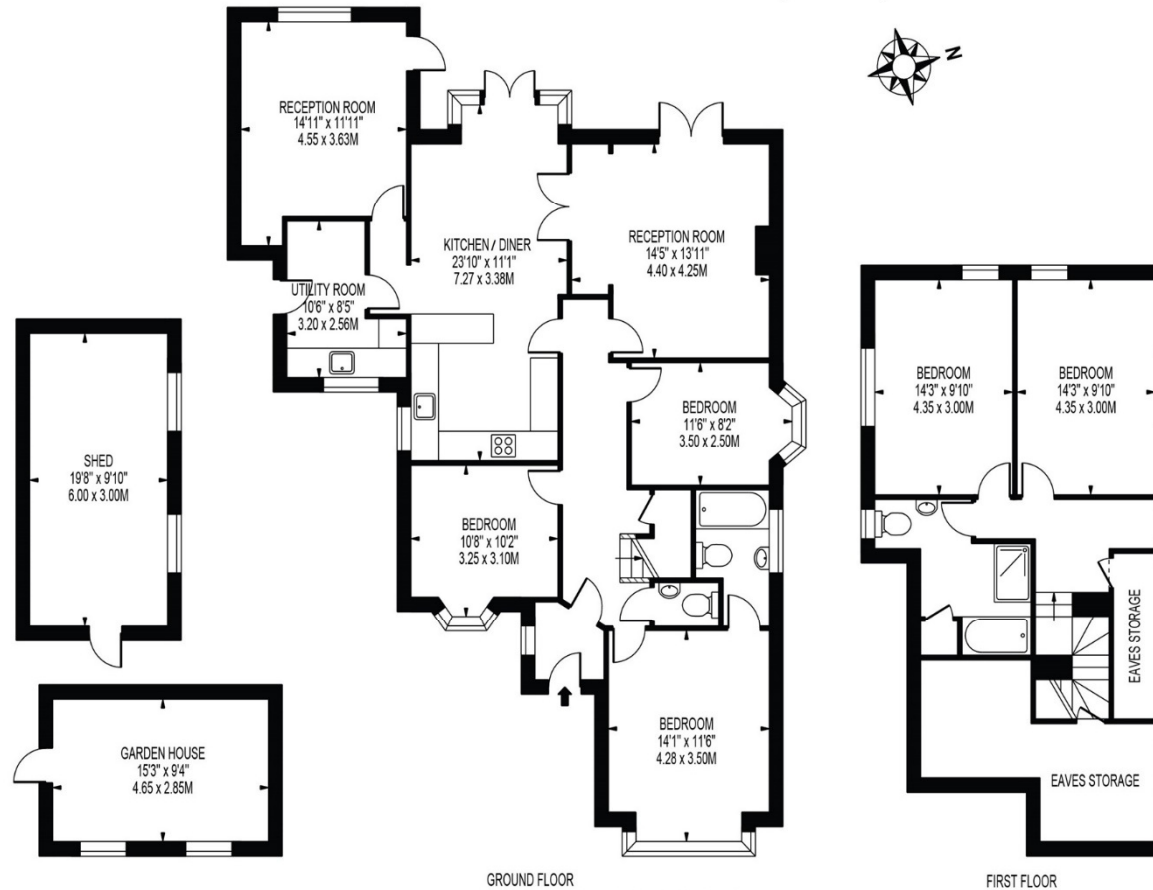 N
RECEPTION ROOM
14'11" x 11'11"
4.55 x 3.63M
KITCHEN / DINER
23'10" x 11'1"
7.27 x 3.38M
RECEPTION ROOM
14'5" x 13'11"
4.40 x 4.25M
UTILITY ROOM
10'6" x 8'5"
3.20 x 2.56M
BEDROOM
11'6" x 8'2"
3.50 x 2.50M
BEDROOM
10'8" x 10'2"
3.25 x 3.10M
BEDROOM
14'1" x 11'6"
4.28 x 3.50M
SHED
19'8" x 9'10"
6.00 x 3.00M
GARDEN HOUSE
15'3" x 9'4"
4.65 x 2.85M
GROUND FLOOR
BEDROOM
14'3" x 9'10"
4.35 x 3.00M
BEDROOM
14'3" x 9'10"
4.35 x 3.00M
EAVES STORAGE
EAVES STORAGE
FIRST FLOOR